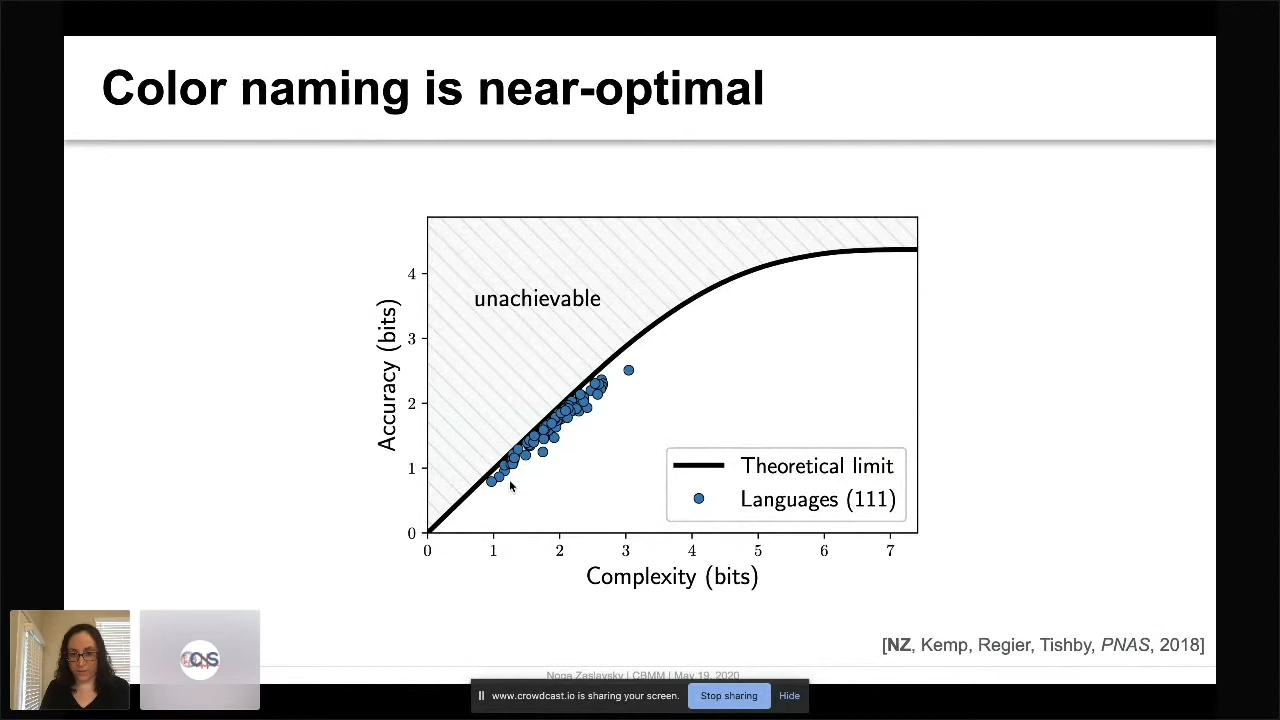 Color naming is near-optimal
unachievable
Accuracy (bits)
4
3
2
1
0
0 1 2 3 4 5 6 7
Complexity (bits)
Theoretical limit
Languages (111)
[NZ, Kemp, Regier, Tishby, PNAS, 2018]
Noga Zaslavsky | CBMM | May 19, 2020
www.crowdcast.io is sharing your screen. Stop sharing Hide